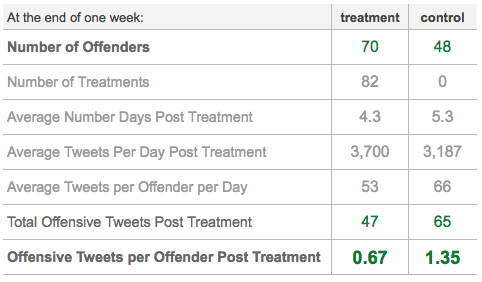 At the end of one week: treatment control
Number of Offenders 70 48
Number of Treatments 82 0
Average Number Days Post Treatment 4.3 5.3
Average Tweets Per Day Post Treatment 3,700 3,187
Average Tweets per Offender per Day 53 66
Total Offensive Tweets Post Treatment 47 65
Offensive Tweets per Offender Post Treatment 0.67 1.35